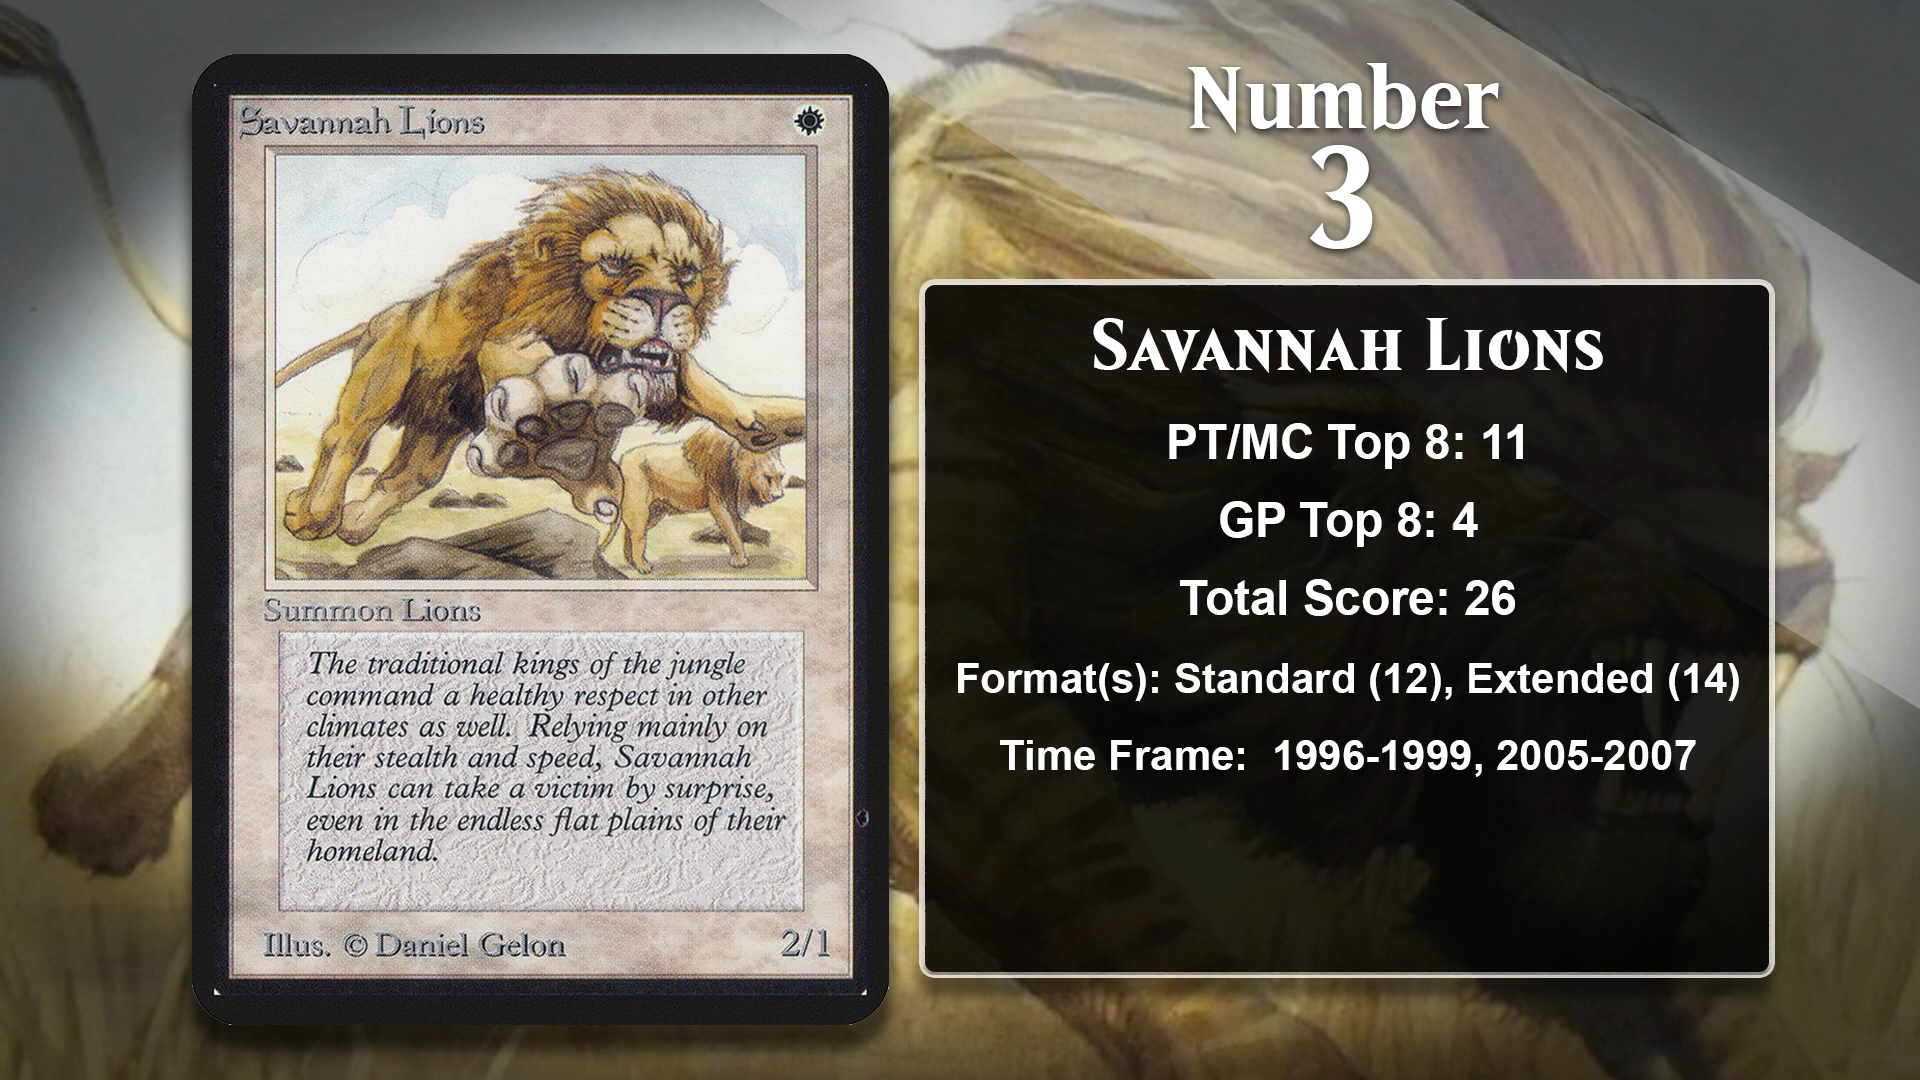 Savannah Lions
Summon Lions
The traditional kings of the jungle
command a healthy respect in other
climates as well. Relying mainly on
their stealth and speed, Savannah
Lions can take a victim by surprise,
even in the endless flat plains of their
homeland.
Illus. © Daniel Gelon 2/1
Number
3
Savannah Lions
PT/MC Top 8: 11
GP Top 8: 4
Total Score: 26
Format(s): Standard (12), Extended (14)
Time Frame: 1996-1999, 2005-2007